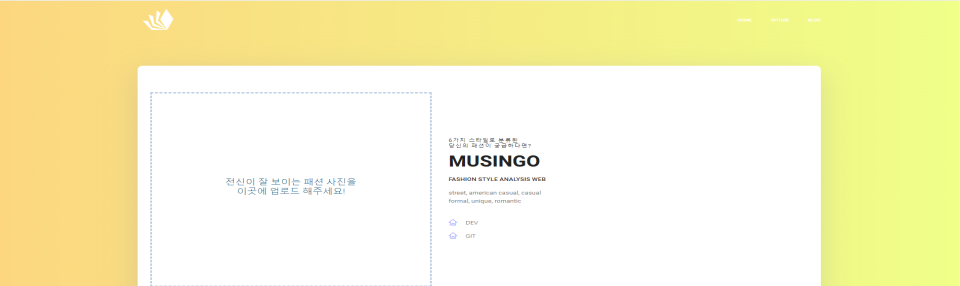 HOME
전신이 잘 보이는 패션 사진을
이곳에 업로드 해주세요!
6가지 스타일로 분류된
당신의 패션이 궁금하다면?
MUSINGO
FASHION STYLE ANALYSIS WEB
street, american casual, casual
formal, unique, romantic
DEV
GIT